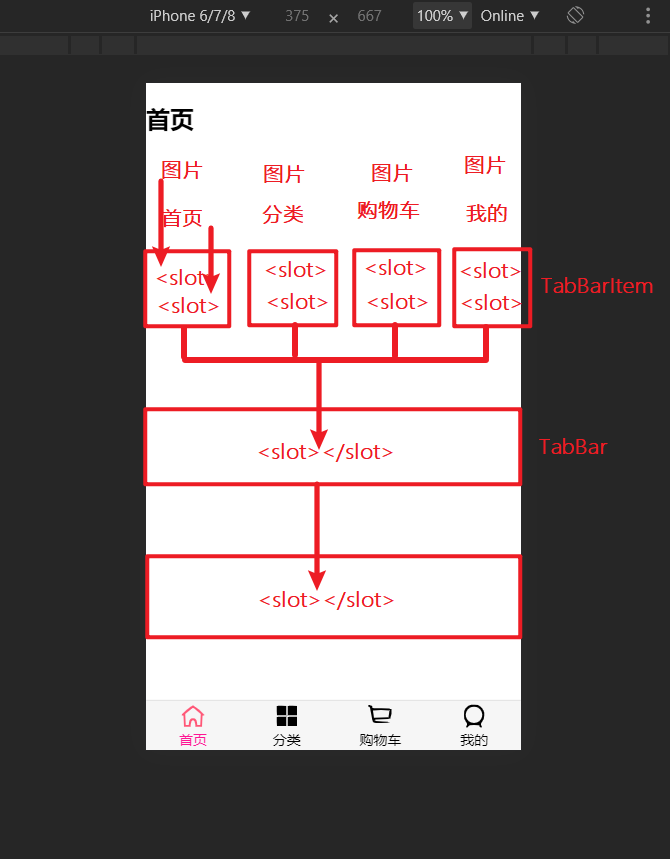 iPhone 6/7/8 ▼ 375 × 667 100% ▼ Online ▼
首页
图片 图片 图片 图片
首页 分类 购物车 我的
<slot <slot> <slot> <slot>
<slot> <slot> <slot> <slot>
TabBarItem
<slot></slot>
TabBar
<slot></slot>
首页 分类 购物车 我的